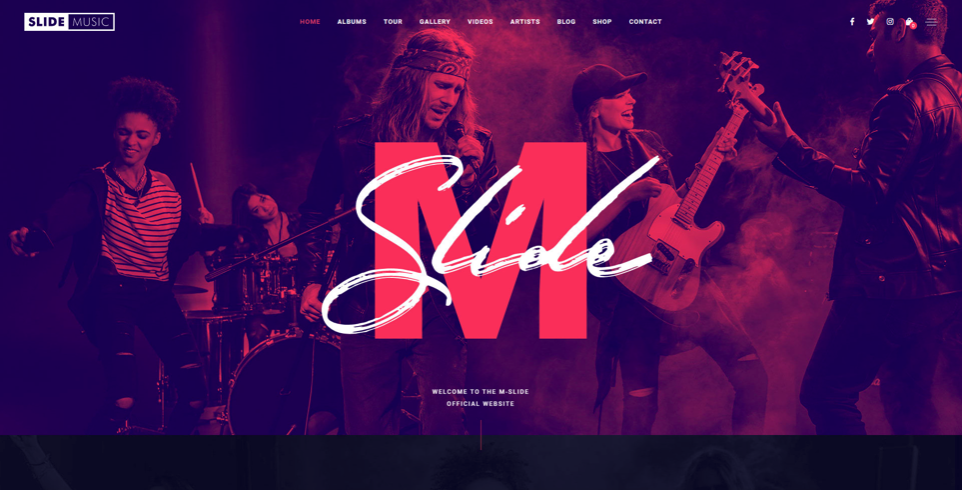 SLIDE MUSIC
HOME ALBUMS TOUR GALLERY VIDEOS ARTISTS BLOG SHOP CONTACT
M
Slide
WELCOME TO THE M-SLIDE
OFFICIAL WEBSITE